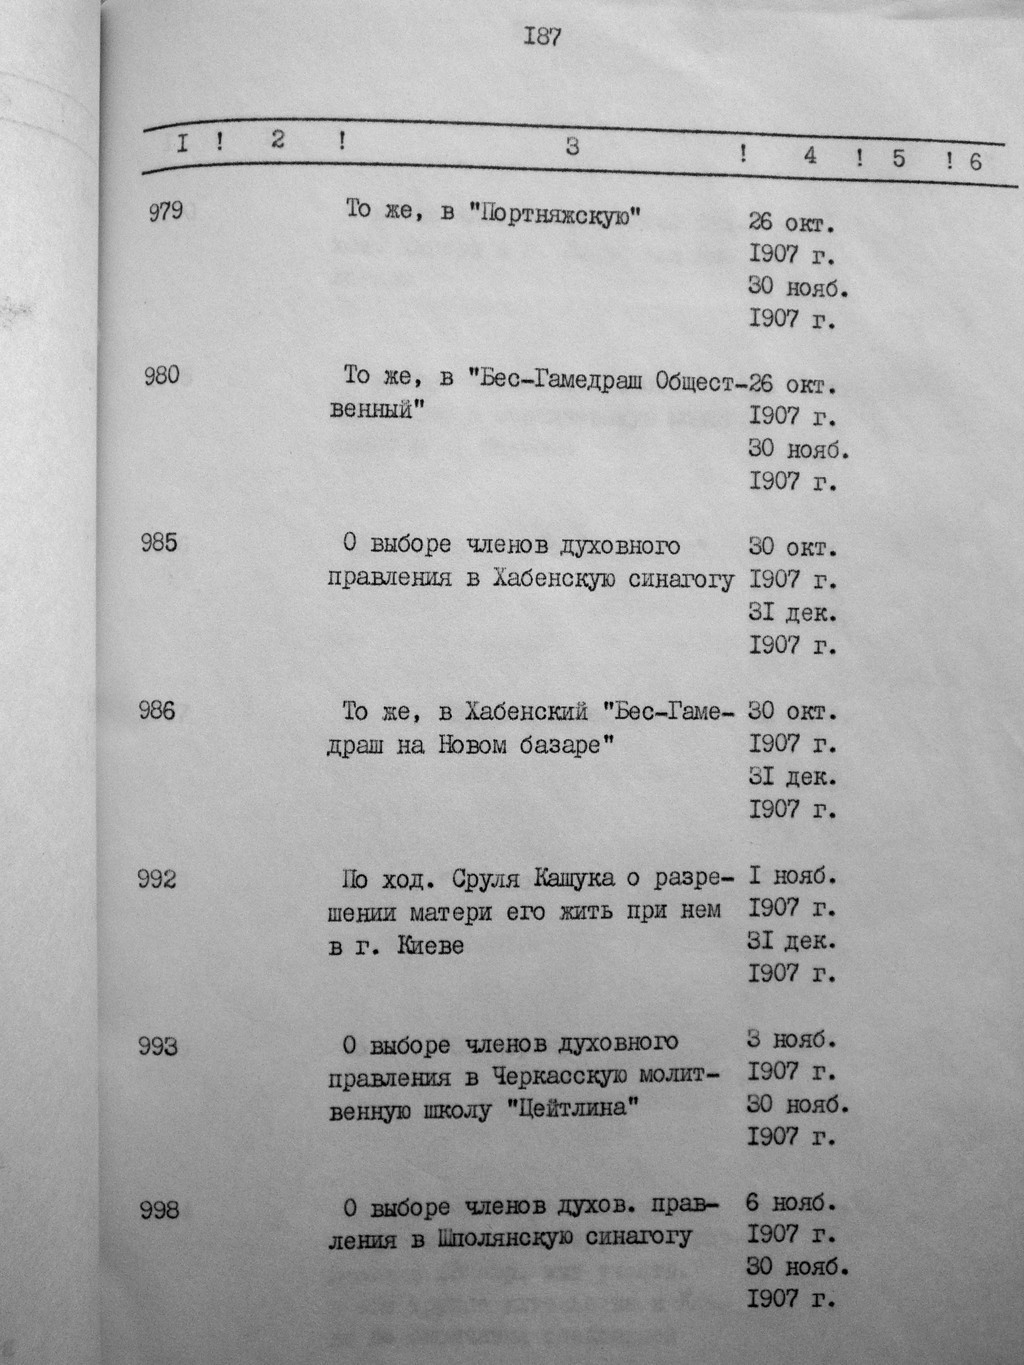 187
1 ! 2 ! 3 ! 4 ! 5 ! 6
979 То же, в "Портняжскую" 26 окт.
1907 г.
30 нояб.
1907 г.
980 То же, в "Бес-Гамедраш Общест- 26 окт.
венный" 1907 г.
30 нояб.
1907 г.
985 О выборе членов духовного 30 окт.
правления в Хабенскую синагогу 1907 г.
31 дек.
1907 г.
986 То же, в Хабенский "Бес-Гаме- 30 окт.
драш на Новом базаре" 1907 г.
31 дек.
1907 г.
992 По ход. Сруля Кащука о разре- 1 нояб.
шении матери его жить при нем 1907 г.
в г. Киеве 31 дек.
1907 г.
993 О выборе членов духовного 3 нояб.
правления в Черкасскую молит- 1907 г.
венную школу "Цейтлина" 30 нояб.
1907 г.
998 О выборе членов духов. прав- 6 нояб.
ления в Шполянскую синагогу 1907 г.
30 нояб.
1907 г.